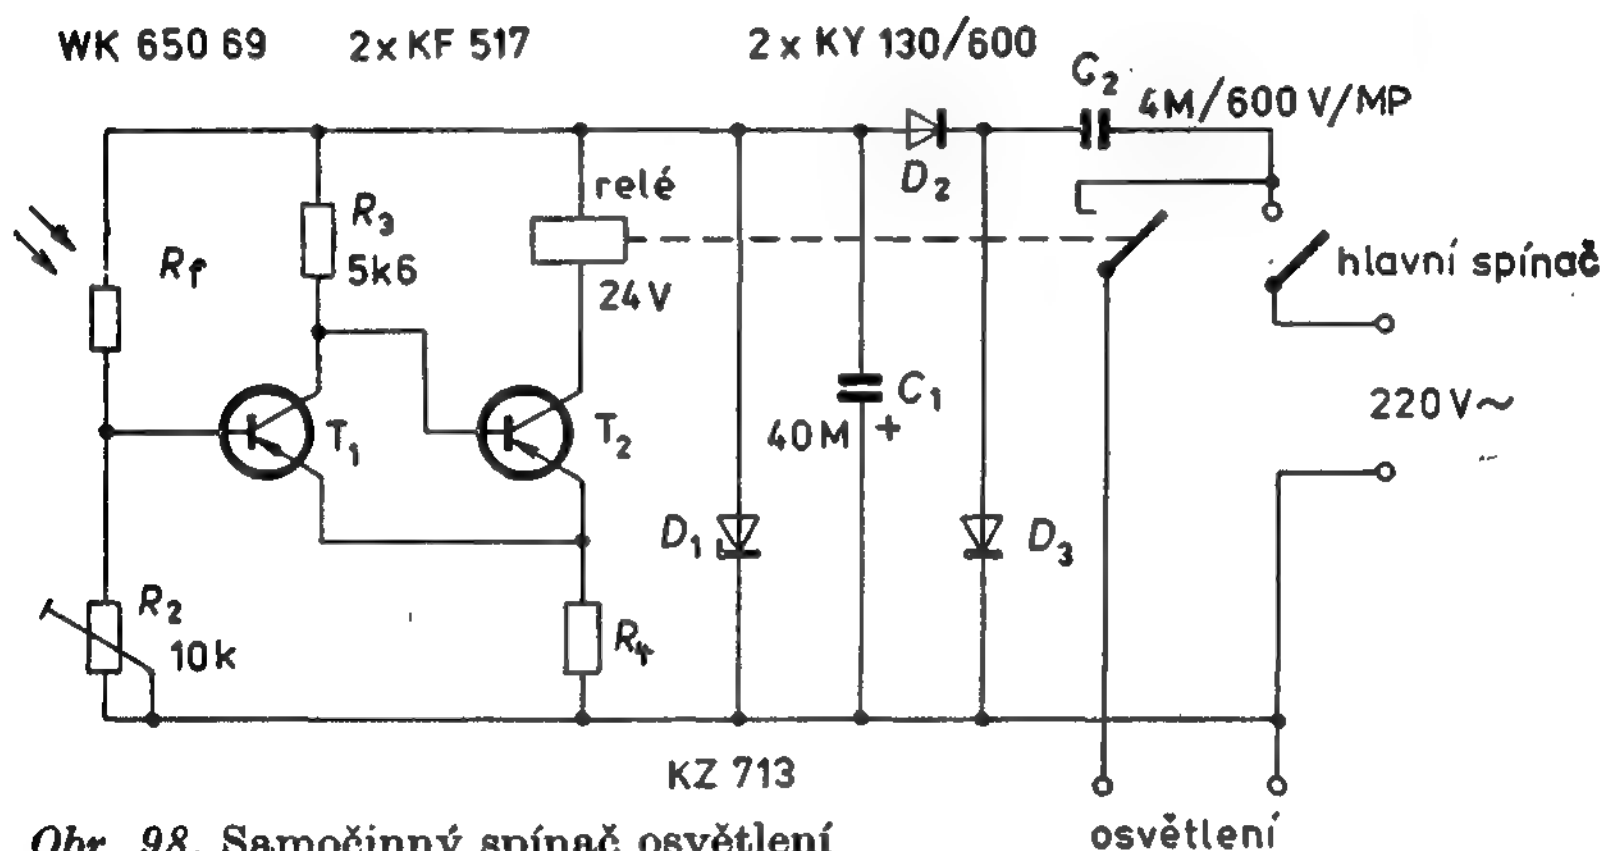 WK 650 69 2x KF 517 2 x KY 130/600
C2 4M/600 V/MP
D2
relé
R3
5k6
Rf
24V
hlavní spínač
C1
40M +
220V~
T1
T2
D1
D3
R2
10k
R4
KZ 713
osvětlení
Obr. 98. Samočinný spínač osvětlení